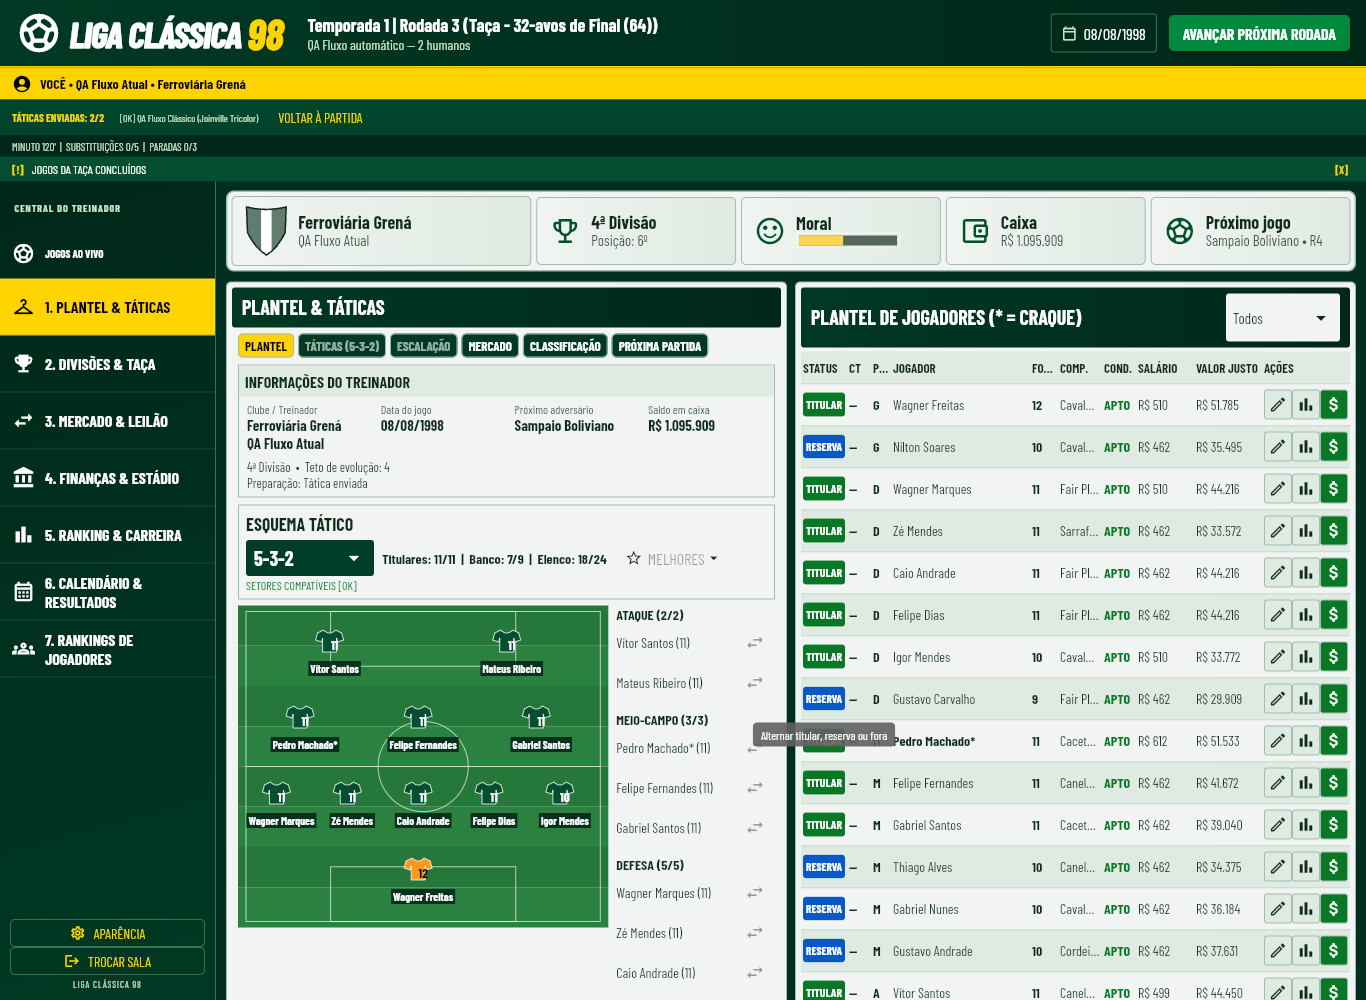 LIGA CLÁSSICA 98
Temporada 1 | Rodada 3 (Taça - 32-avos de Final (64))
QA Fluxo automático — 2 humanos
08/08/1998
AVANÇAR PRÓXIMA RODADA
VOCÊ • QA Fluxo Atual • Ferroviária Grená
TÁTICAS ENVIADAS: 2/2
[OK] QA Fluxo Clássico (Joinville Tricolor)
VOLTAR À PARTIDA
MINUTO 120' | SUBSTITUIÇÕES 0/5 | PARADAS 0/3
[!] JOGOS DA TAÇA CONCLUÍDOS
[X]
CENTRAL DO TREINADOR
JOGOS AO VIVO
1. PLANTEL & TÁTICAS
2. DIVISÕES & TAÇA
3. MERCADO & LEILÃO
4. FINANÇAS & ESTÁDIO
5. RANKING & CARREIRA
6. CALENDÁRIO &
RESULTADOS
7. RANKINGS DE
JOGADORES
APARÊNCIA
TROCAR SALA
LIGA CLÁSSICA 98
Ferroviária Grená
QA Fluxo Atual
4ª Divisão
Posição: 6º
Moral
Caixa
R$ 1.095.909
Próximo jogo
Sampaio Boliviano • R4
PLANTEL & TÁTICAS
PLANTEL
TÁTICAS (5-3-2)
ESCALAÇÃO
MERCADO
CLASSIFICAÇÃO
PRÓXIMA PARTIDA
INFORMAÇÕES DO TREINADOR
Clube / Treinador
Ferroviária Grená
QA Fluxo Atual
Data do jogo
08/08/1998
Próximo adversário
Sampaio Boliviano
Saldo em caixa
R$ 1.095.909
4ª Divisão • Teto de evolução: 4
Preparação: Tática enviada
ESQUEMA TÁTICO
5-3-2
Titulares: 11/11 | Banco: 7/9 | Elenco: 18/24
MELHORES
SETORES COMPATÍVEIS [OK]
11 11
Vítor Santos Mateus Ribeiro
11 11 11
Pedro Machado* Felipe Fernandes Gabriel Santos
11 11 11 11 10
Wagner Marques Zé Mendes Caio Andrade Felipe Dias Igor Mendes
12
Wagner Freitas
ATAQUE (2/2)
Vítor Santos (11)
Mateus Ribeiro (11)
MEIO-CAMPO (3/3)
Pedro Machado* (11)
Felipe Fernandes (11)
Gabriel Santos (11)
DEFESA (5/5)
Wagner Marques (11)
Zé Mendes (11)
Caio Andrade (11)
Alternar titular, reserva ou fora
PLANTEL DE JOGADORES (* = CRAQUE)
Todos
STATUS CT P... JOGADOR FO... COMP. COND. SALÁRIO VALOR JUSTO AÇÕES
TITULAR — G Wagner Freitas 12 Caval... APTO R$ 510 R$ 51.785 $
RESERVA — G Nilton Soares 10 Caval... APTO R$ 462 R$ 35.495 $
TITULAR — D Wagner Marques 11 Fair Pl... APTO R$ 510 R$ 44.216 $
TITULAR — D Zé Mendes 11 Sarraf... APTO R$ 462 R$ 33.572 $
TITULAR — D Caio Andrade 11 Fair Pl... APTO R$ 462 R$ 44.216 $
TITULAR — D Felipe Dias 11 Fair Pl... APTO R$ 462 R$ 44.216 $
TITULAR — D Igor Mendes 10 Caval... APTO R$ 510 R$ 33.772 $
RESERVA — D Gustavo Carvalho 9 Fair Pl... APTO R$ 462 R$ 29.909 $
Pedro Machado* 11 Cacet... APTO R$ 612 R$ 51.533 $
TITULAR — M Felipe Fernandes 11 Canel... APTO R$ 462 R$ 41.672 $
TITULAR — M Gabriel Santos 11 Cacet... APTO R$ 462 R$ 39.040 $
RESERVA — M Thiago Alves 10 Canel... APTO R$ 462 R$ 34.375 $
RESERVA — M Gabriel Nunes 10 Caval... APTO R$ 462 R$ 36.184 $
RESERVA — M Gustavo Andrade 10 Cordei... APTO R$ 462 R$ 37.631 $
TITULAR — A Vítor Santos 11 Canel... APTO R$ 499 R$ 44.450 $